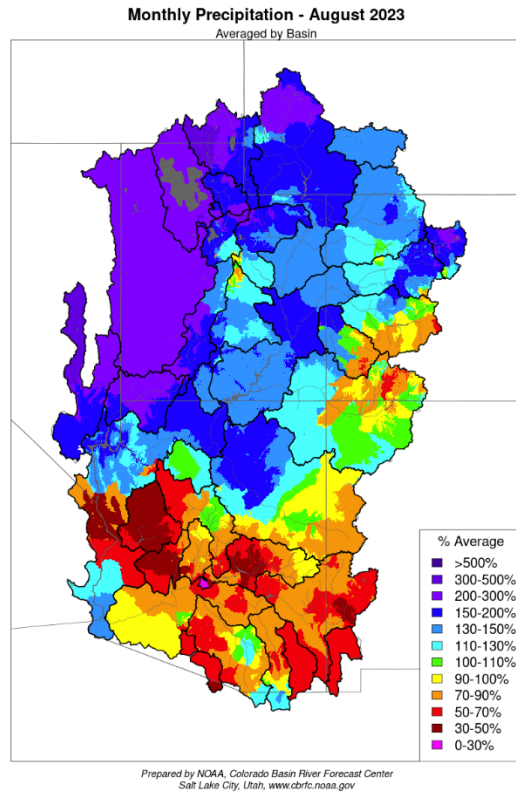 Monthly Precipitation - August 2023
Averaged by Basin
% Average
>500%
300-500%
200-300%
150-200%
130-150%
110-130%
100-110%
90-100%
70-90%
50-70%
30-50%
0-30%
Prepared by NOAA, Colorado Basin River Forecast Center
Salt Lake City, Utah, www.cbrfc.noaa.gov